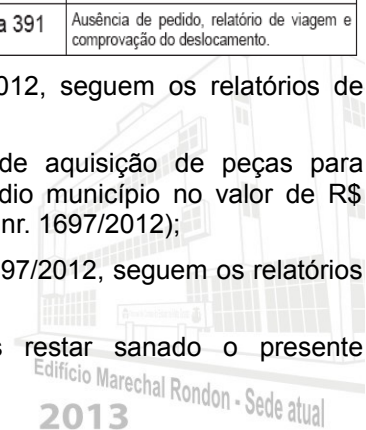 a 391
Ausência de pedido, relatório de viagem e
comprovação do deslocamento.
012, seguem os relatórios de
de aquisição de peças para
dio município no valor de R$
nr. 1697/2012);
97/2012, seguem os relatórios
s restar sanado o presente
Edifício Marechal Rondon - Sede atual
2013